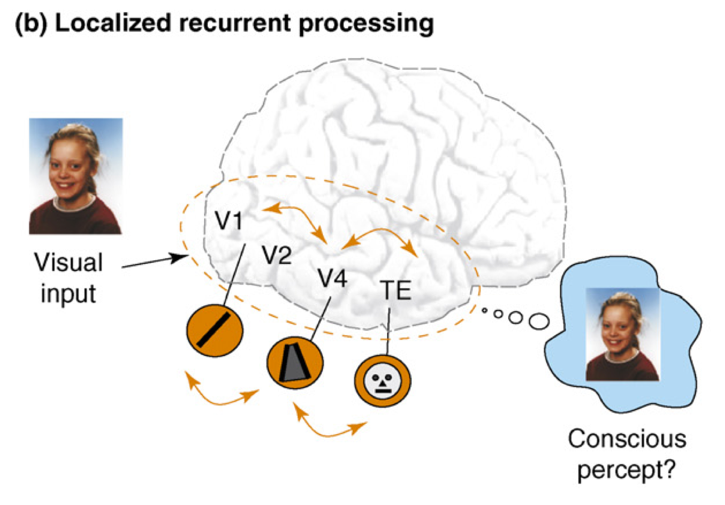 (b) Localized recurrent processing
V1
V2
V4
TE
Visual
input
Conscious
percept?